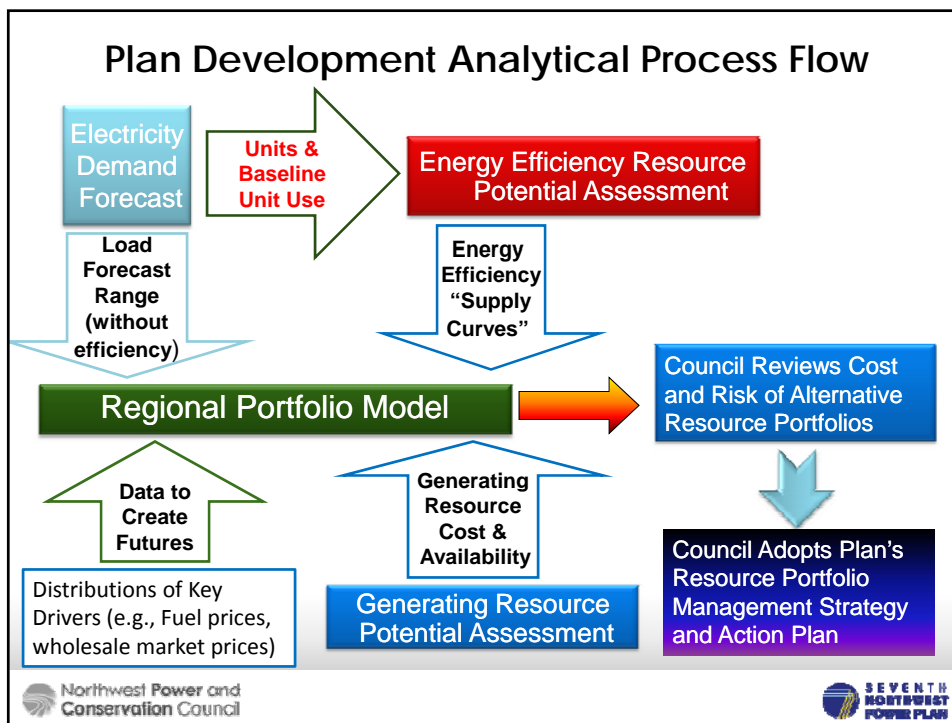 Plan Development Analytical Process Flow
Electricity
Demand
Forecast
Units &
Baseline
Unit Use
Energy Efficiency Resource
Potential Assessment
Load
Forecast
Range
(without
efficiency)
Energy
Efficiency
“Supply
Curves”
Regional Portfolio Model
Council Reviews Cost
and Risk of Alternative
Resource Portfolios
Data to
Create
Futures
Generating
Resource
Cost &
Availability
Distributions of Key
Drivers (e.g., Fuel prices,
wholesale market prices)
Generating Resource
Potential Assessment
Council Adopts Plan’s
Resource Portfolio
Management Strategy
and Action Plan
Northwest Power and
Conservation Council
SEVENTH
NORTHWEST
POWER PLAN